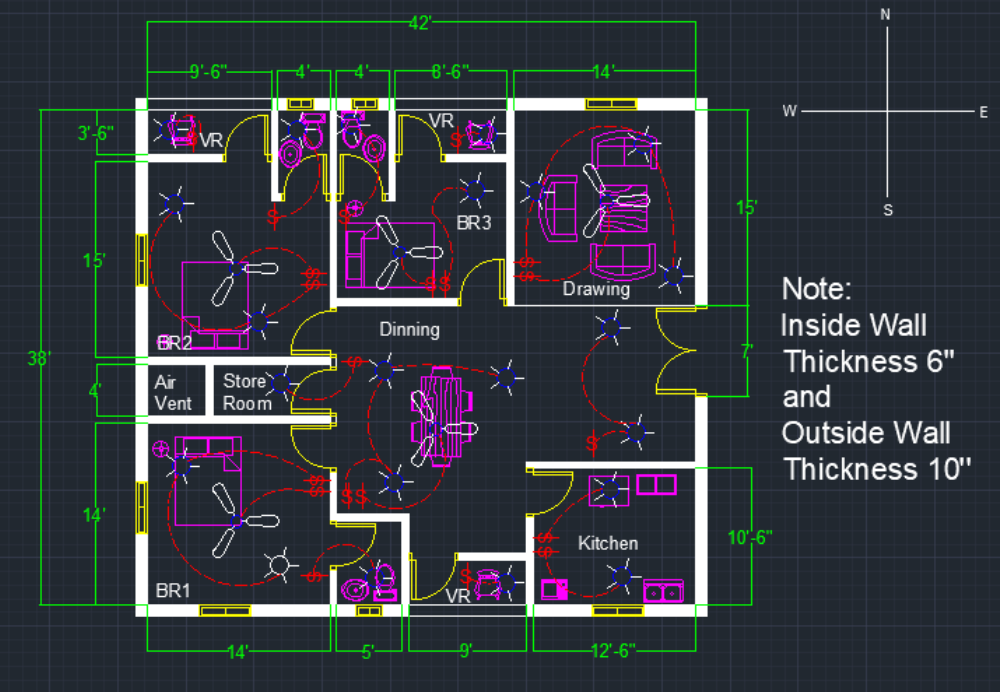 N
42'
9'-6"
4'
4'
8'-6"
14'
W
E
3'-6"
VR
VR
S
S
S
15'
S
BR3
15'
S
S
S
S
S
S
S
Drawing
Note:
Inside Wall
Thickness 6"
and
Outside Wall
Thickness 10"
Dinning
BR2
38'
7'
S
4'
Air
Vent
Store
Room
S
S
S
S
S
14'
10'-6"
S
S
Kitchen
S
S
BR1
VR
14'
5'
9'
12'-6"